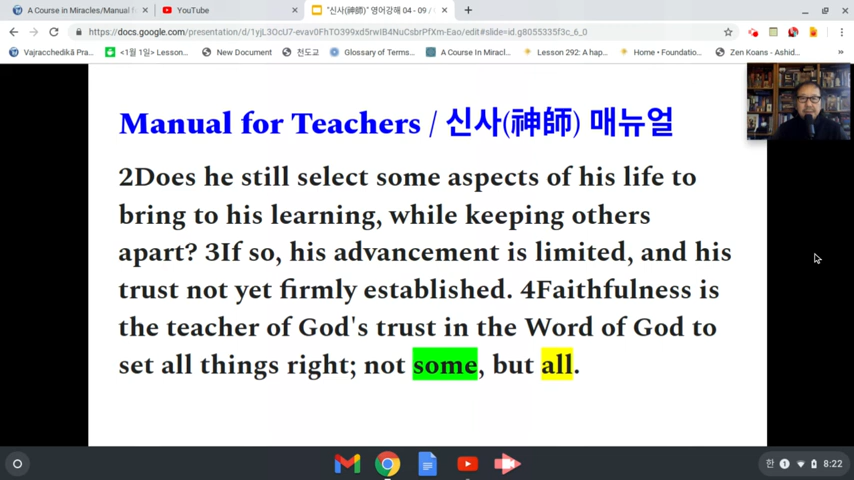 A Course in Miracles/Manual f
YouTube
"신사(神師)" 영어강해 04 - 09 /
https://docs.google.com/presentation/d/1yjL3OcU7-evav0FhTO399xd5rwIB4NuCsbrPfXm-Eao/edit#slide=id.g8055335f3c_6_0
Vajracchedikā Pra...
<1월 1일> Lesson...
New Document
천도교
Glossary of Terms...
A Course In Miracl...
Lesson 292: A hap...
Home • Foundatio...
Zen Koans - Ashid...
»
Manual for Teachers / 신사(神師) 매뉴얼
2Does he still select some aspects of his life to
bring to his learning, while keeping others
apart? 3If so, his advancement is limited, and his
trust not yet firmly established. 4Faithfulness is
the teacher of God's trust in the Word of God to
set all things right; not some, but all.
한
1
8:22